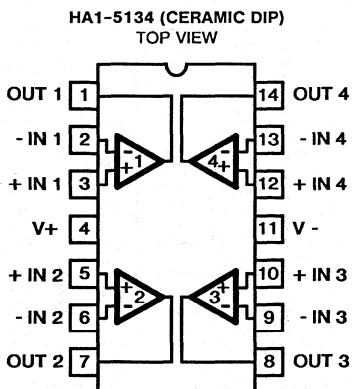 HA1-5134 (CERAMIC DIP)
TOP VIEW
OUT 1 1 14 OUT 4
- IN 1 2 - - 13 - IN 4
1 4
+ IN 1 3 + + 12 + IN 4
V+ 4 11 V -
+ IN 2 5 + + 10 + IN 3
2 3
- IN 2 6 - - 9 - IN 3
OUT 2 7 8 OUT 3